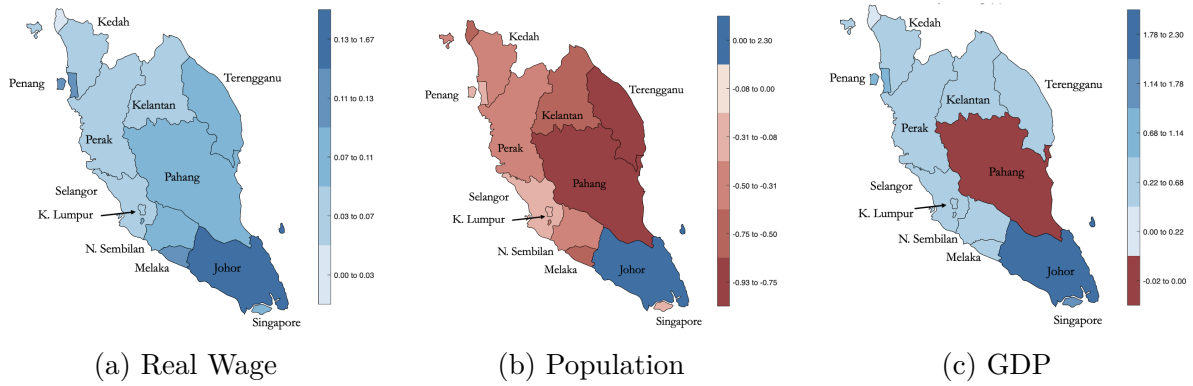 Kedah
Penang
Terengganu
Kelantan
Perak
Pahang
Selangor
K. Lumpur
N. Sembilan
Melaka
Johor
Singapore
0.13 to 1.67
0.11 to 0.13
0.07 to 0.11
0.03 to 0.07
0.00 to 0.03
(a) Real Wage
Kedah
Penang
Terengganu
Kelantan
Perak
Pahang
Selangor
K. Lumpur
N. Sembilan
Melaka
Johor
Singapore
0.00 to 2.30
-0.08 to 0.00
-0.31 to -0.08
-0.50 to -0.31
-0.75 to -0.50
-0.93 to -0.75
(b) Population
Kedah
Penang
Terengganu
Kelantan
Perak
Pahang
Selangor
K. Lumpur
N. Sembilan
Melaka
Johor
Singapore
1.78 to 2.30
1.14 to 1.78
0.68 to 1.14
0.22 to 0.68
0.00 to 0.22
-0.02 to 0.00
(c) GDP